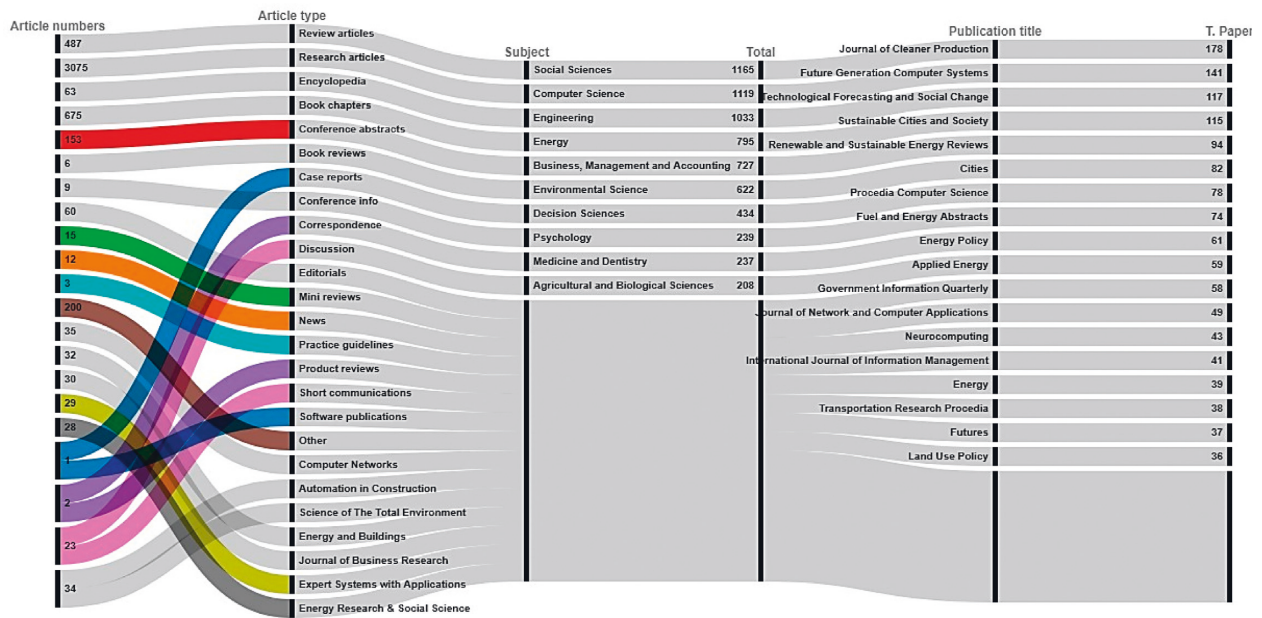 Article numbers
487
3075
63
675
153
6
9
60
15
12
3
200
35
32
30
29
28
1
2
23
34
Article type
Review articles
Research articles
Encyclopedia
Book chapters
Conference abstracts
Book reviews
Case reports
Conference info
Correspondence
Discussion
Editorials
Mini reviews
News
Practice guidelines
Product reviews
Short communications
Software publications
Other
Computer Networks
Automation in Construction
Science of The Total Environment
Energy and Buildings
Journal of Business Research
Expert Systems with Applications
Energy Research & Social Science
Subject Total
Social Sciences 1165
Computer Science 1119
Engineering 1033
Energy 795
Business, Management and Accounting 727
Environmental Science 622
Decision Sciences 434
Psychology 239
Medicine and Dentistry 237
Agricultural and Biological Sciences 208
Publication title T. Paper
Journal of Cleaner Production 178
Future Generation Computer Systems 141
Technological Forecasting and Social Change 117
Sustainable Cities and Society 115
Renewable and Sustainable Energy Reviews 94
Cities 82
Procedia Computer Science 78
Fuel and Energy Abstracts 74
Energy Policy 61
Applied Energy 59
Government Information Quarterly 58
Journal of Network and Computer Applications 49
Neurocomputing 43
International Journal of Information Management 41
Energy 39
Transportation Research Procedia 38
Futures 37
Land Use Policy 36